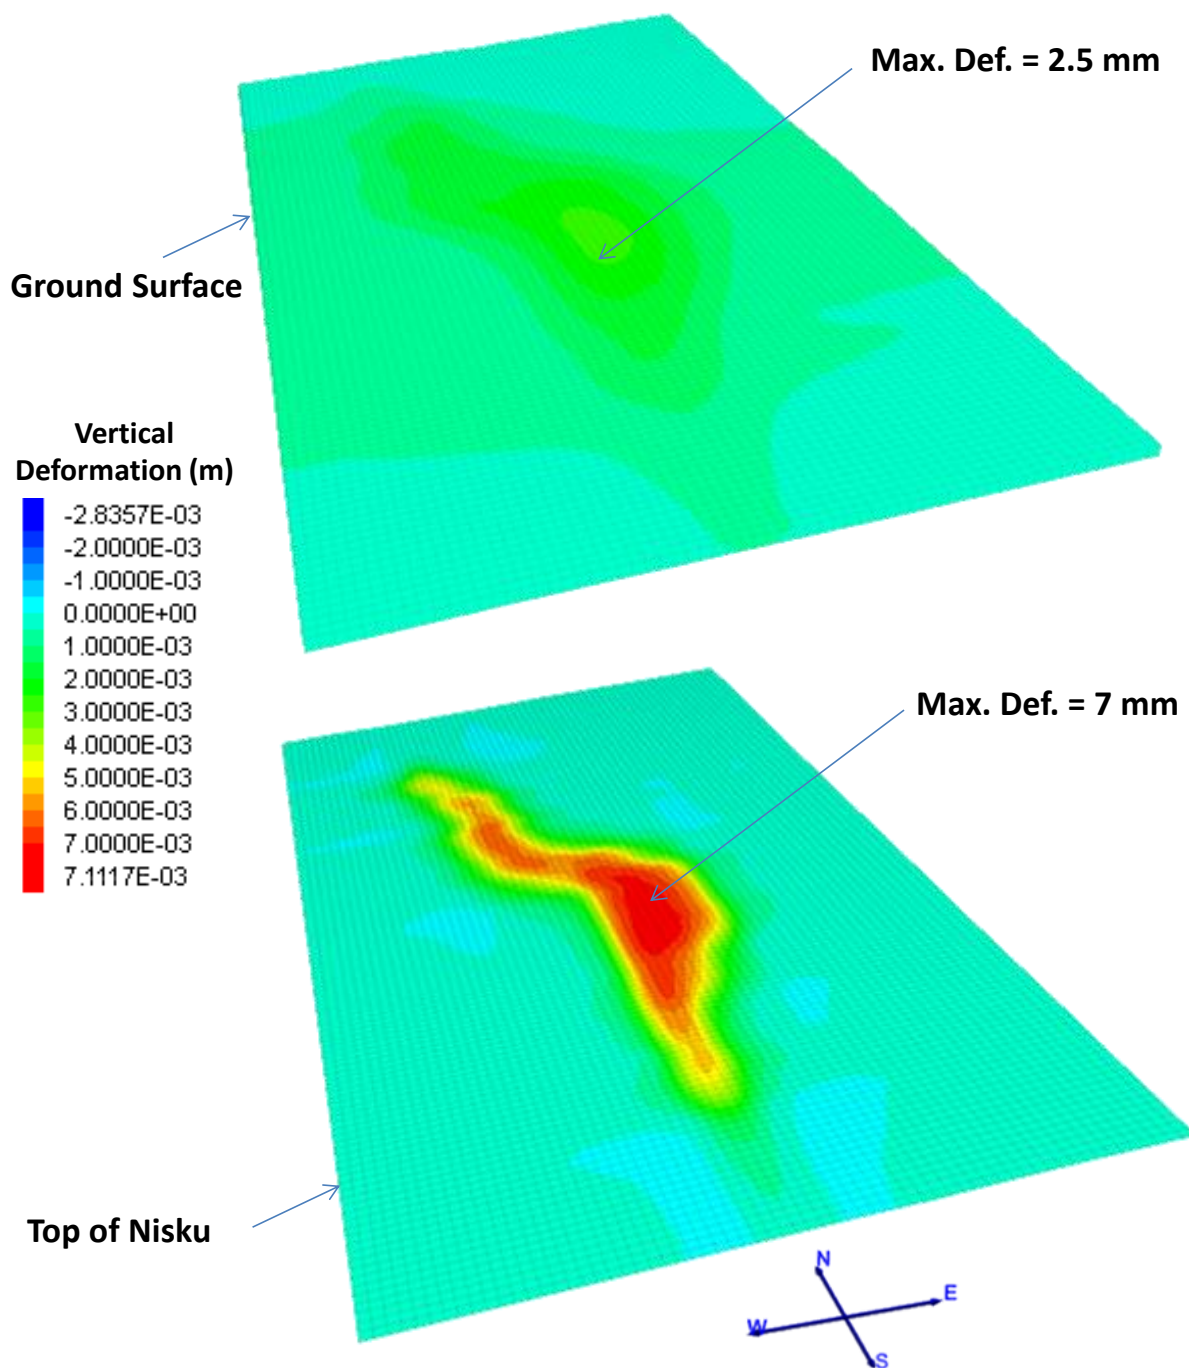 Max. Def. = 2.5 mm
Ground Surface
Vertical
Deformation (m)
-2.8357E-03
-2.0000E-03
-1.0000E-03
0.0000E+00
1.0000E-03
2.0000E-03
3.0000E-03
4.0000E-03
5.0000E-03
6.0000E-03
7.0000E-03
7.1117E-03
Max. Def. = 7 mm
Top of Nisku
N
E
W
S